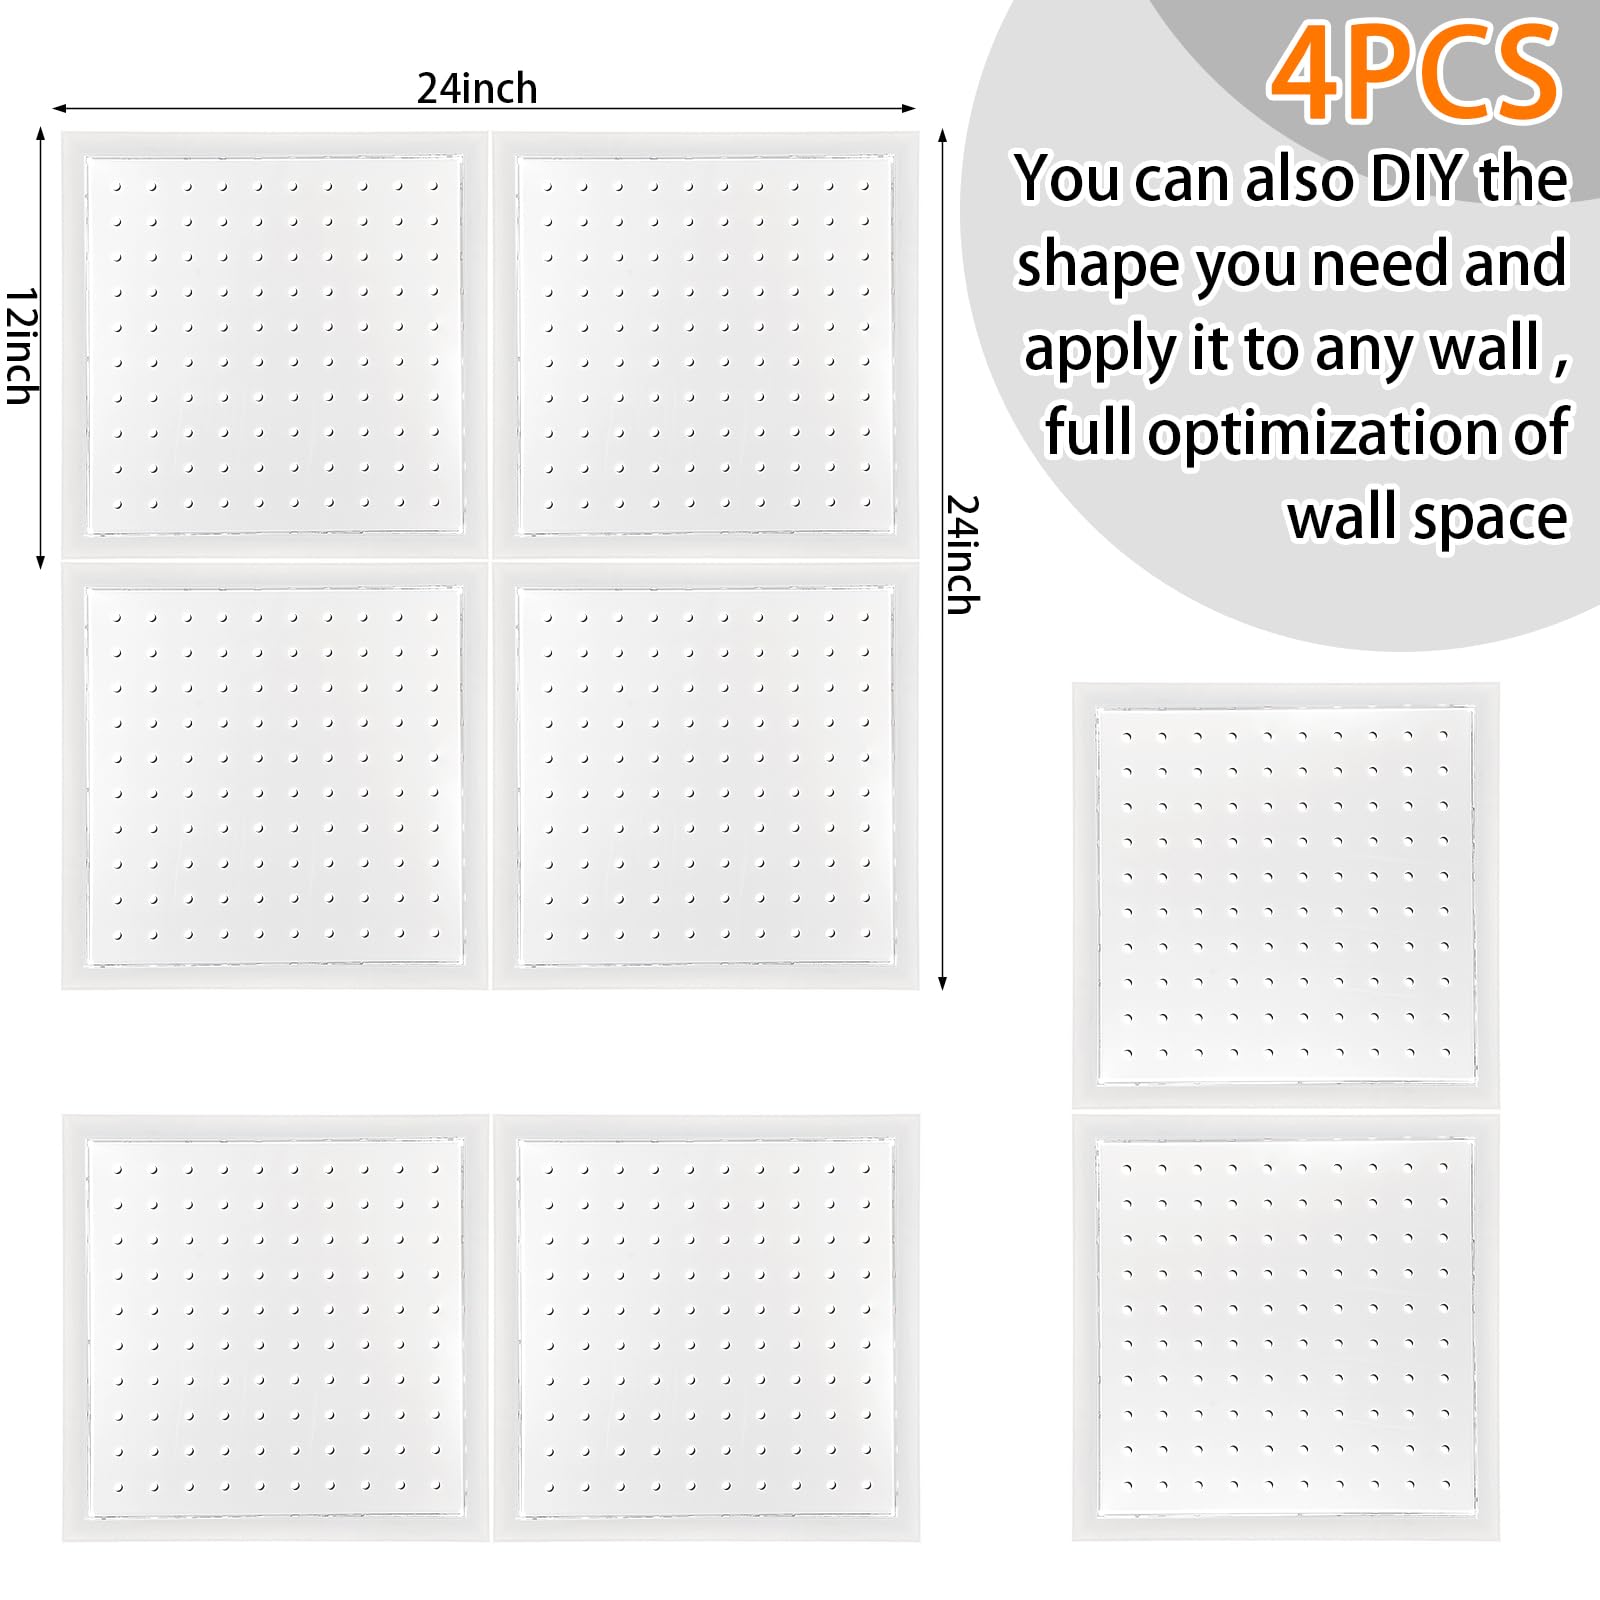 24inch
12inch
24inch
4PCS
You can also DIY the
shape you need and
apply it to any wall ,
full optimization of
wall space